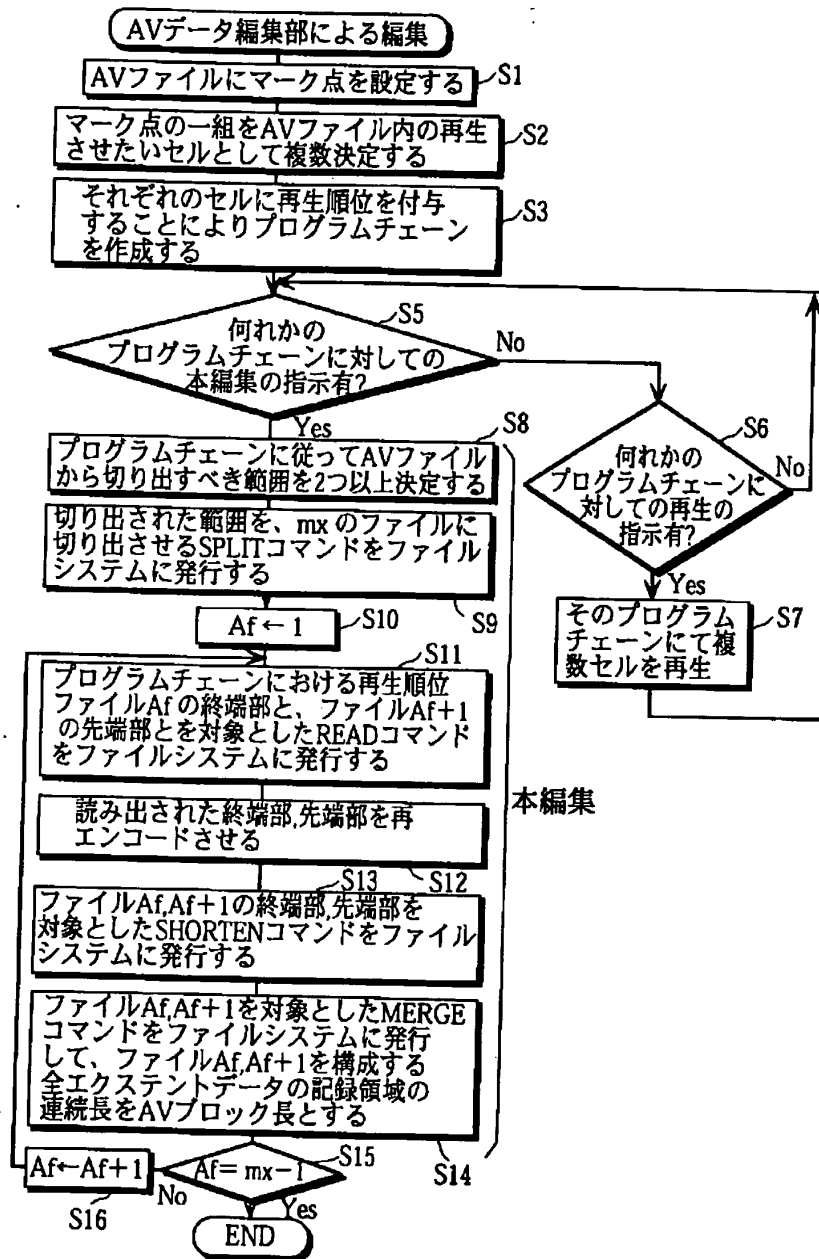 AVデータ編集部による編集
AVファイルにマーク点を設定する
S1
マーク点の一組をAVファイル内の再生
させたいセルとして複数決定する
S2
それぞれのセルに再生順位を付与
することによりプログラムチェーン
を作成する
S3
S5
何れかの
プログラムチェーンに対しての
本編集の指示有?
No
Yes
S6
何れかの
プログラムチェーンに
対しての再生の
指示有?
No
Yes
そのプログラム
チェーンにて複
数セルを再生
S7
S8
プログラムチェーンに従ってAVファイル
から切り出すべき範囲を2つ以上決定する
切り出された範囲を、mxのファイルに
切り出させるSPLITコマンドをファイル
システムに発行する
S9
Af←1
S10
S11
プログラムチェーンにおける再生順位
ファイルAfの終端部と、ファイルAf+1
の先端部とを対象としたREADコマンド
をファイルシステムに発行する
本編集
読み出された終端部,先端部を再
エンコードさせる
S12
S13
ファイルAf,Af+1の終端部,先端部を
対象としたSHORTENコマンドをファイル
システムに発行する
ファイルAf,Af+1を対象としたMERGE
コマンドをファイルシステムに発行
して、ファイルAf,Af+1を構成する
全エクステントデータの記録領域の
連続長をAVブロック長とする
S14
Af=mx-1
S15
Af←Af+1
S16
No
Yes
END